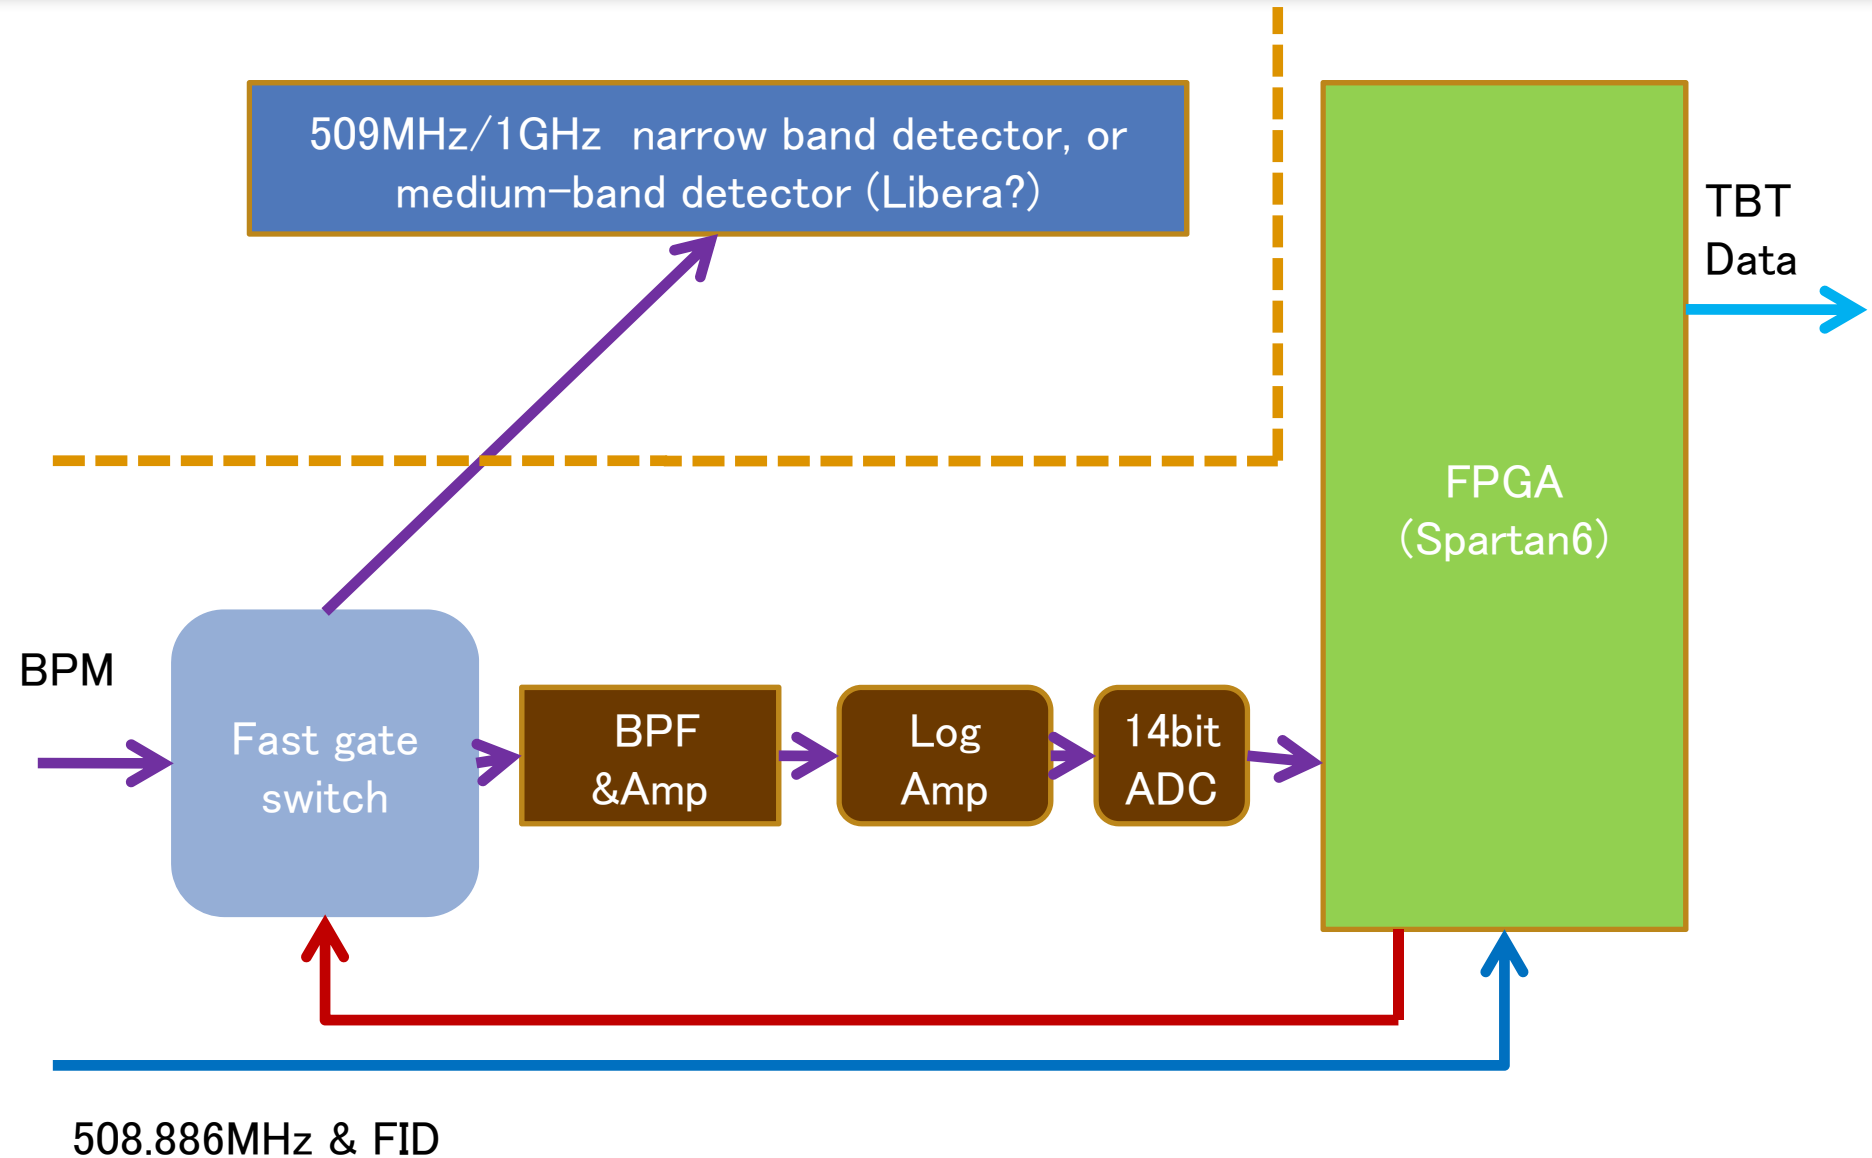 509MHz/1GHz narrow band detector, or
medium-band detector (Libera?)
TBT
Data
FPGA
(Spartan6)
BPM
Fast gate
switch
BPF
&Amp
Log
Amp
14bit
ADC
508.886MHz & FID